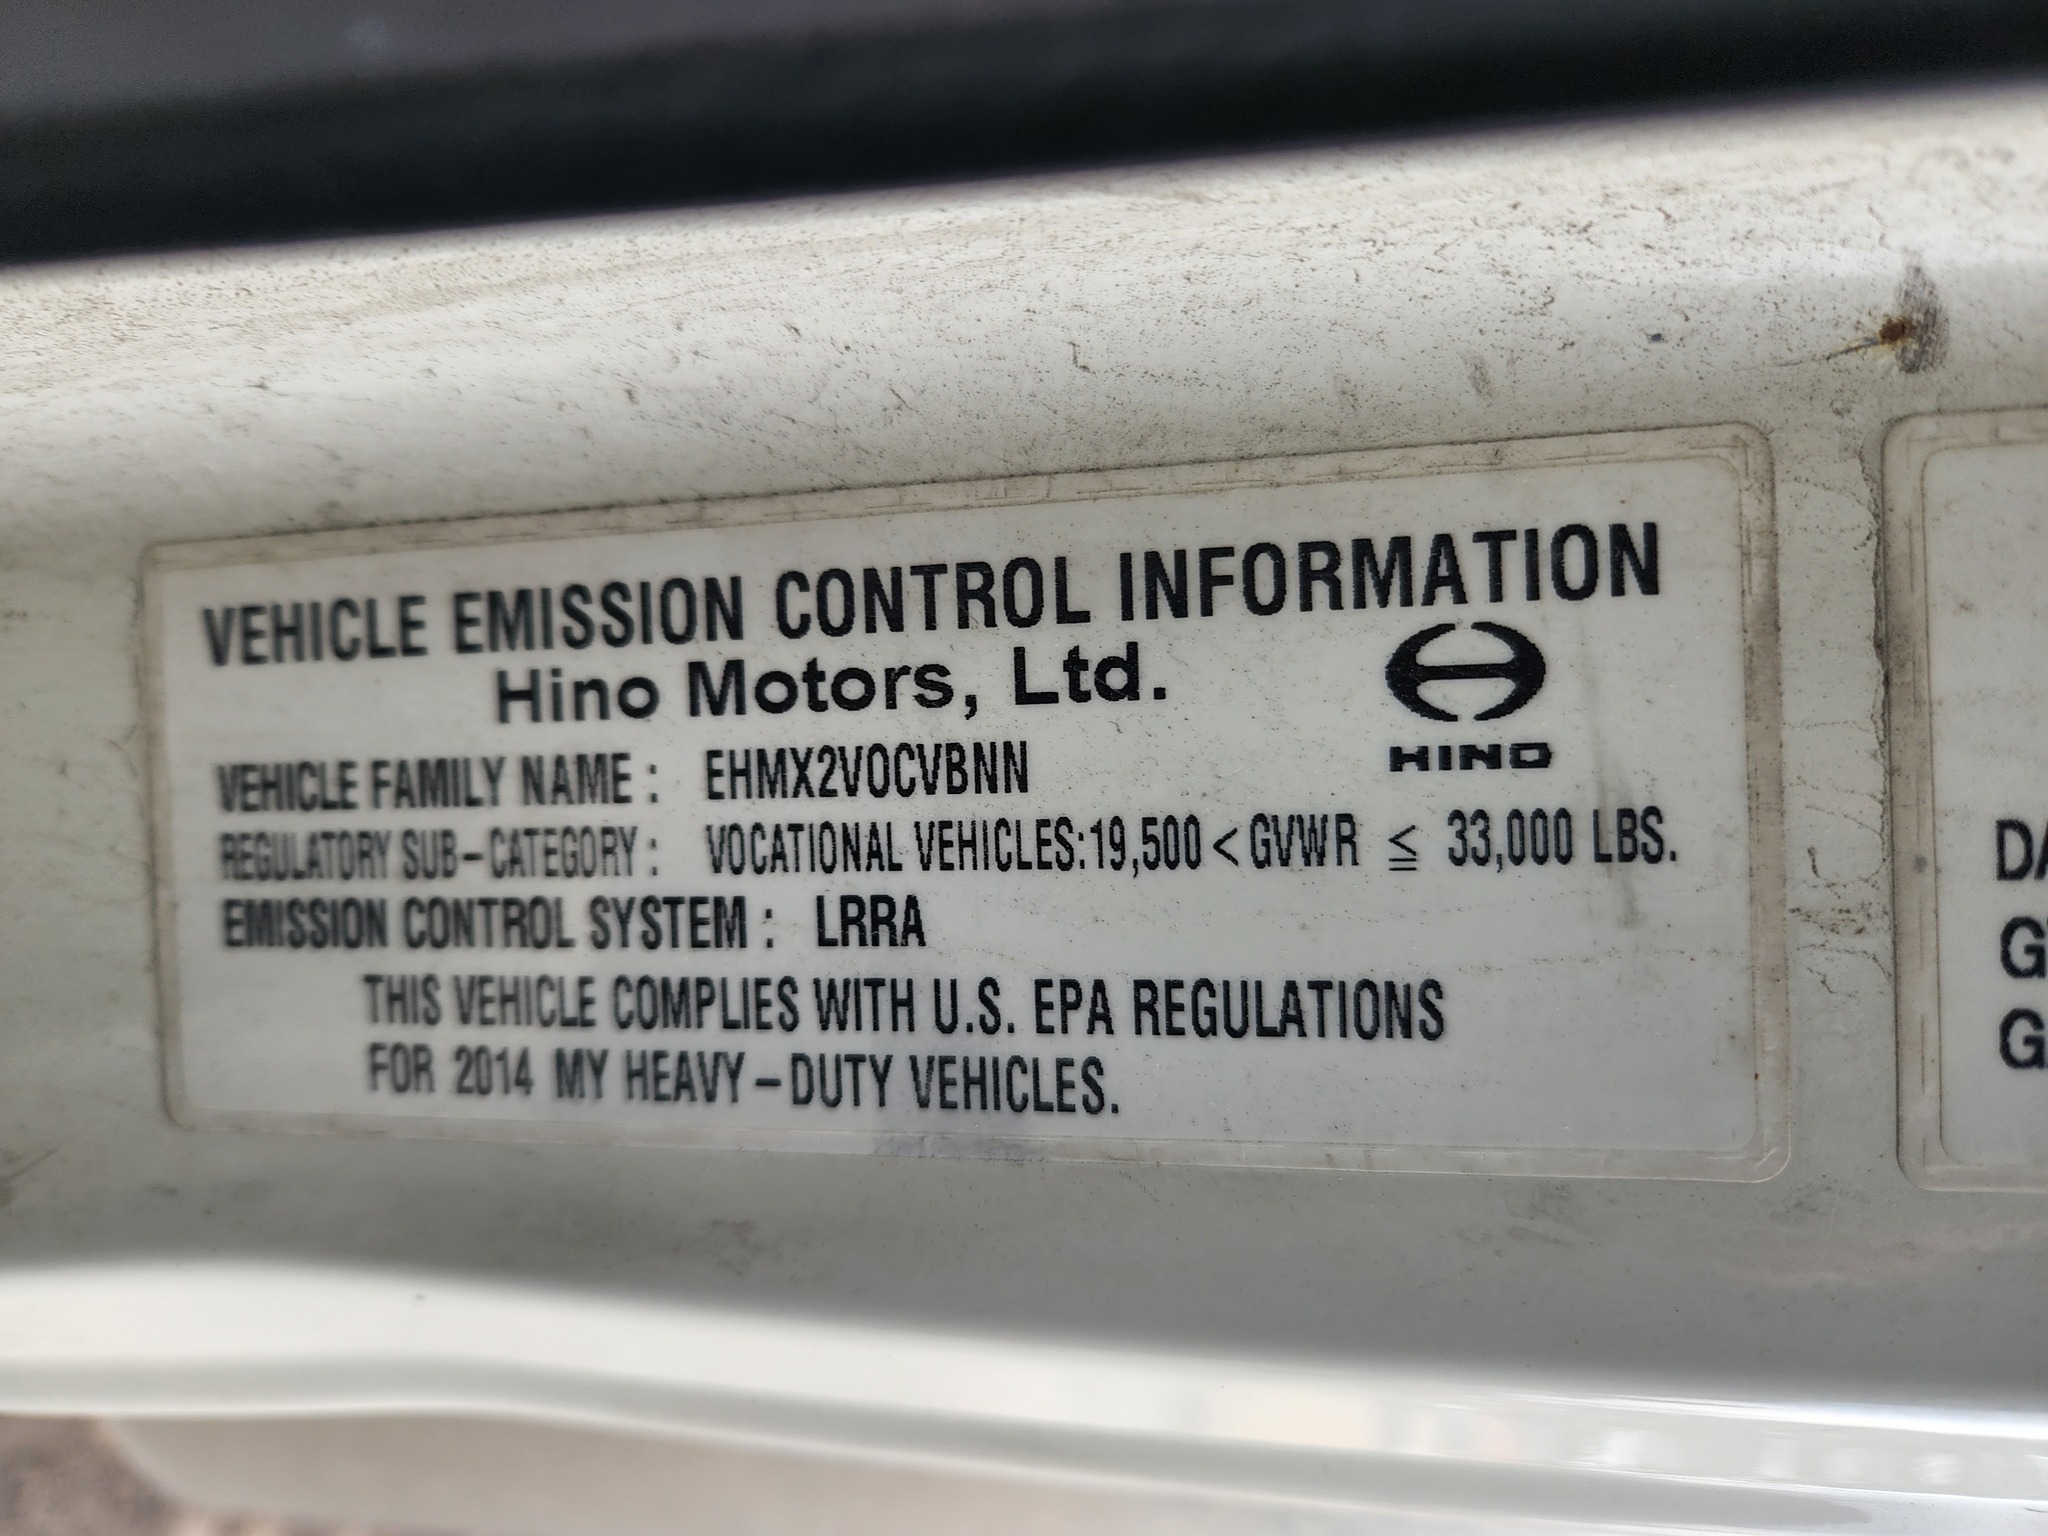 VEHICLE EMISSION CONTROL INFORMATION
Hino Motors, Ltd.
HINO
VEHICLE FAMILY NAME : EHMX2VOCVBNN
REGULATORY SUB-CATEGORY : VOCATIONAL VEHICLES:19,500 < GVWR ≦ 33,000 LBS.
EMISSION CONTROL SYSTEM : LRRA
THIS VEHICLE COMPLIES WITH U.S. EPA REGULATIONS
FOR 2014 MY HEAVY-DUTY VEHICLES.